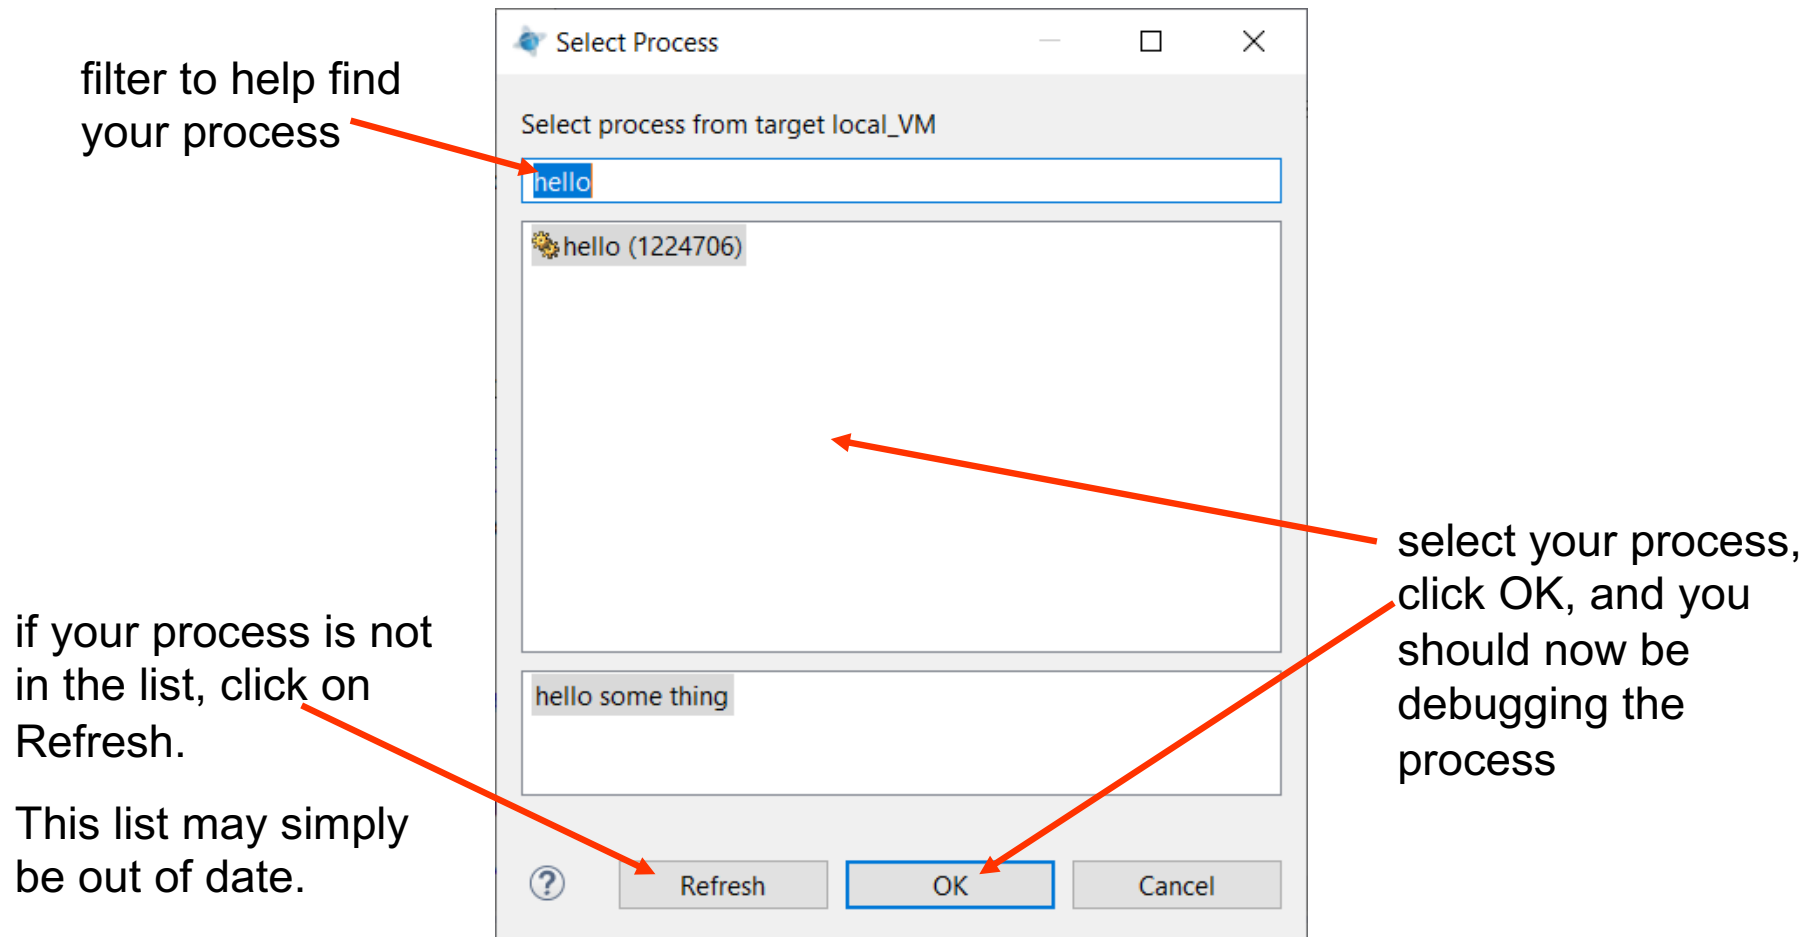 filter to help find
your process
Select Process
Select process from target local_VM
hello
hello (1224706)
select your process,
click OK, and you
should now be
debugging the
process
if your process is not
in the list, click on
Refresh.
This list may simply
be out of date.
hello some thing
?
Refresh
OK
Cancel